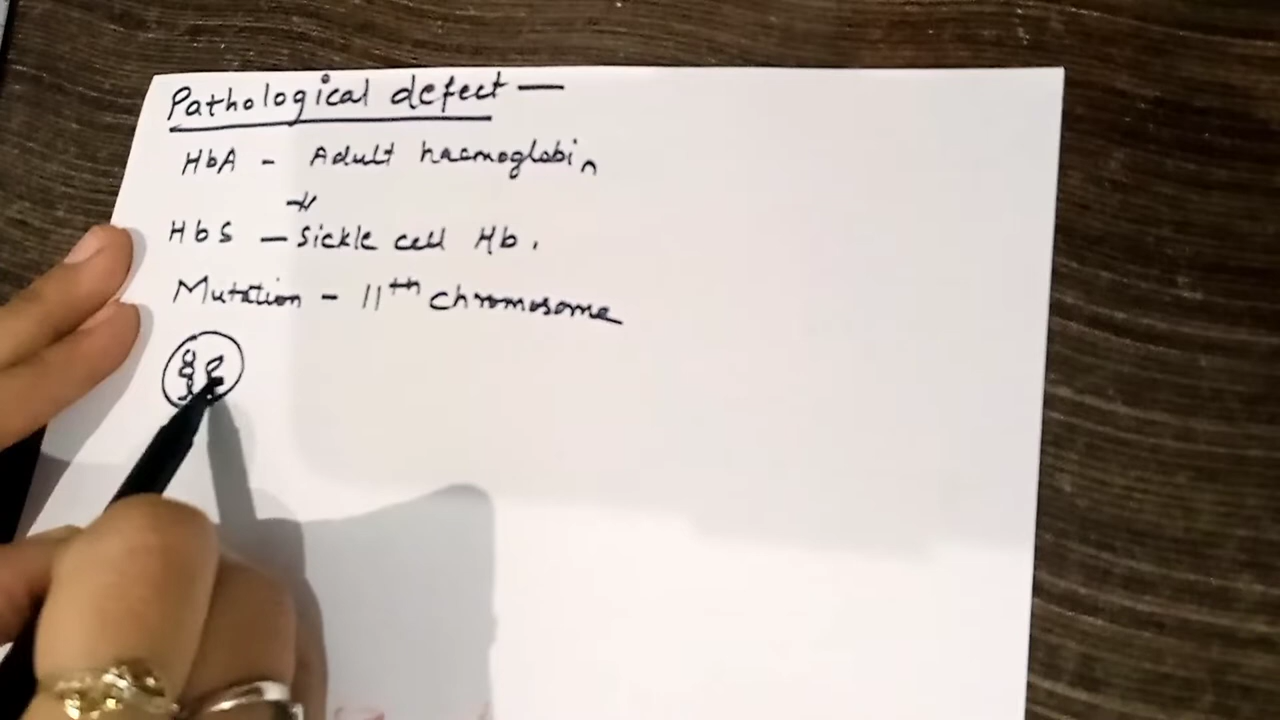 Pathological defect —
HbA - Adult haemoglobin
HbS - Sickle cell Hb.
Mutation - 11th chromosome